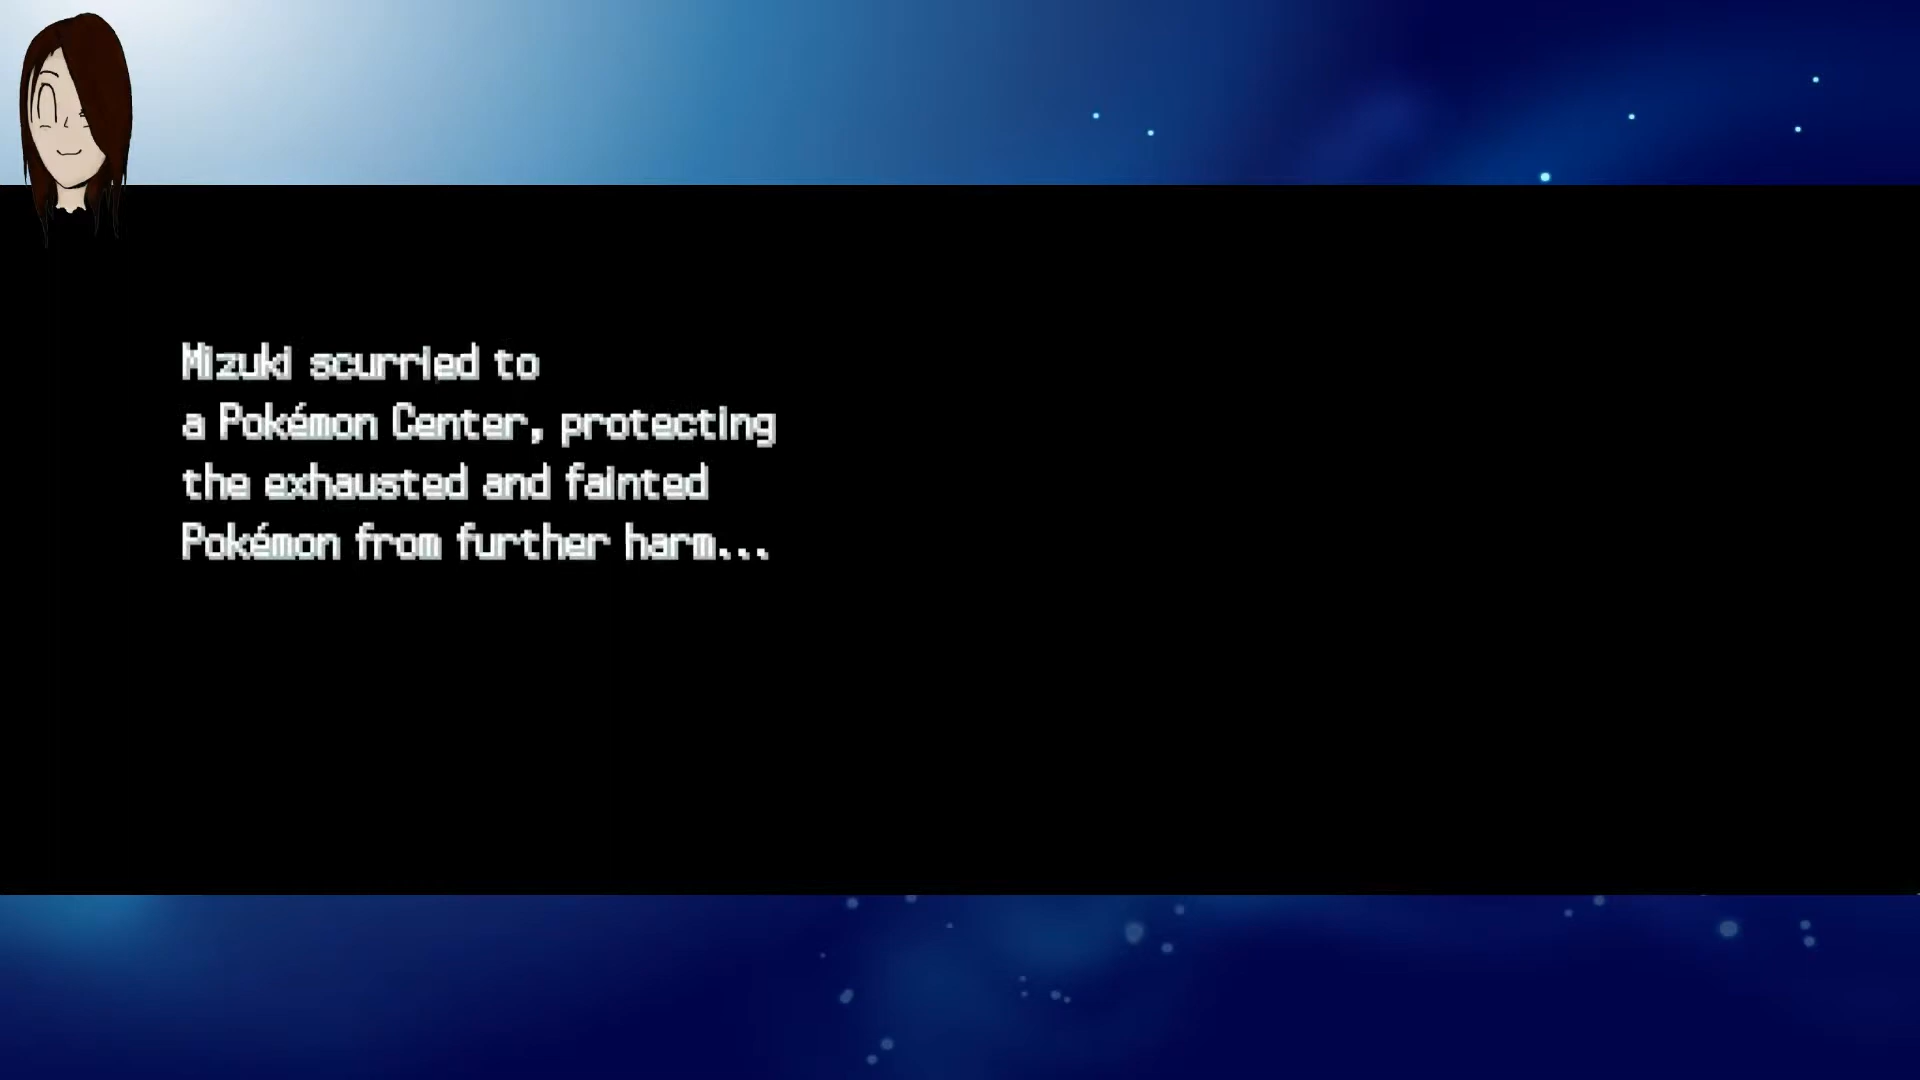 Mizuki scurried to
a Pokémon Center, protecting
the exhausted and fainted
Pokémon from further harm...